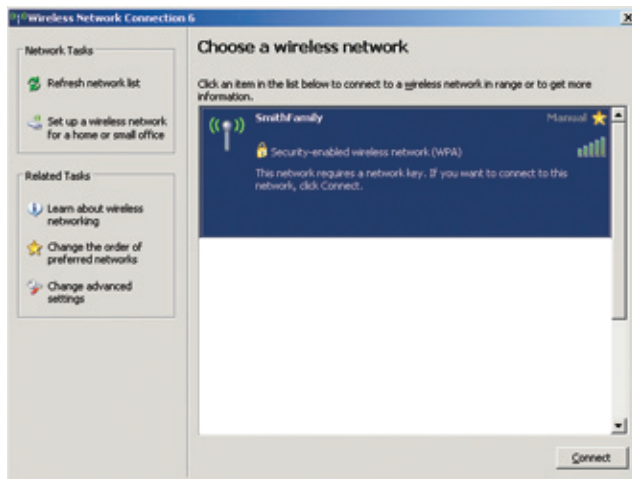 Wireless Network Connection 6
Network Tasks
Refresh network list
Set up a wireless network
for a home or small office
Related Tasks
Learn about wireless
networking
Change the order of
preferred networks
Change advanced
settings
Choose a wireless network
Click an item in the list below to connect to a wireless network in range or to get more
information.
SmithFamily
Manual
Security-enabled wireless network (WPA)
This network requires a network key. If you want to connect to this
network, click Connect.
Connect